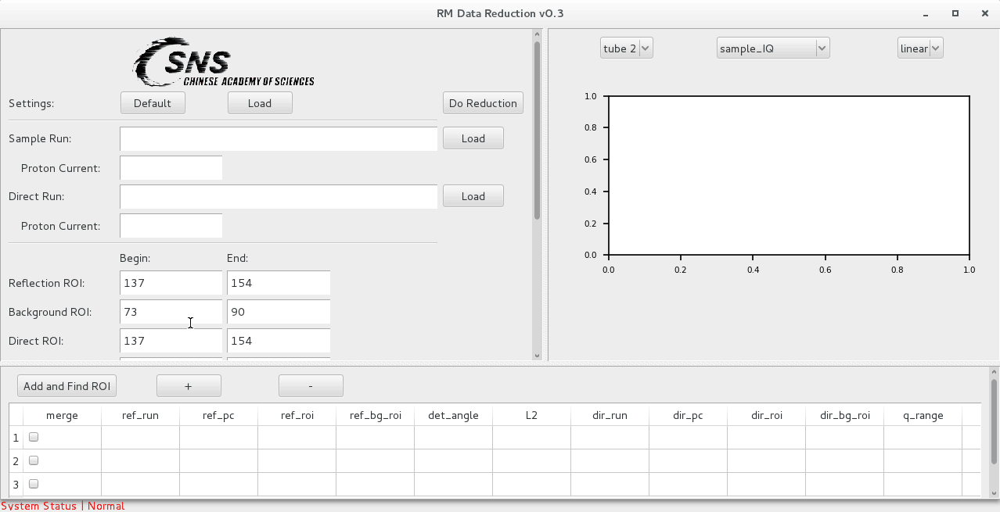 RM Data Reduction v0.3
SNS
CHINESE ACADEMY OF SCIENCES
Settings: Default Load Do Reduction
Sample Run: Load
Proton Current:
Direct Run: Load
Proton Current:
Begin: End:
Reflection ROI: 137 154
Background ROI: 73 90
Direct ROI: 137 154
tube 2 sample_IQ linear
1.0
0.8
0.6
0.4
0.2
0.0
0.0 0.2 0.4 0.6 0.8 1.0
Add and Find ROI + -
merge ref_run ref_pc ref_roi ref_bg_roi det_angle L2 dir_run dir_pc dir_roi dir_bg_roi q_range
1
2
3
System Status | Normal